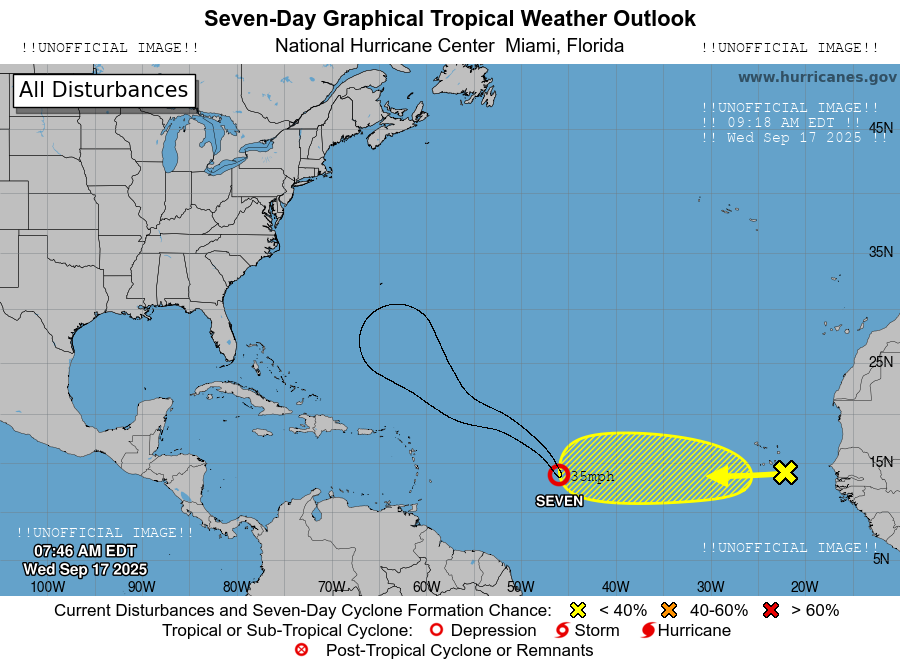 Seven-Day Graphical Tropical Weather Outlook
!!UNOFFICIAL IMAGE!! National Hurricane Center Miami, Florida !!UNOFFICIAL IMAGE!!
All Disturbances
www.hurricanes.gov
!!UNOFFICIAL IMAGE!!
!! 09:18 AM EDT !!
45N
!! Wed Sep 17 2025 !!
35N
25N
15N
35mph
SEVEN
!!UNOFFICIAL IMAGE!!
07:46 AM EDT
Wed Sep 17 2025
!!UNOFFICIAL IMAGE!!
5N
100W 90W 80W 70W 60W 50W 40W 30W 20W
Current Disturbances and Seven-Day Cyclone Formation Chance: < 40% 40-60% > 60%
Tropical or Sub-Tropical Cyclone: Depression Storm Hurricane
Post-Tropical Cyclone or Remnants